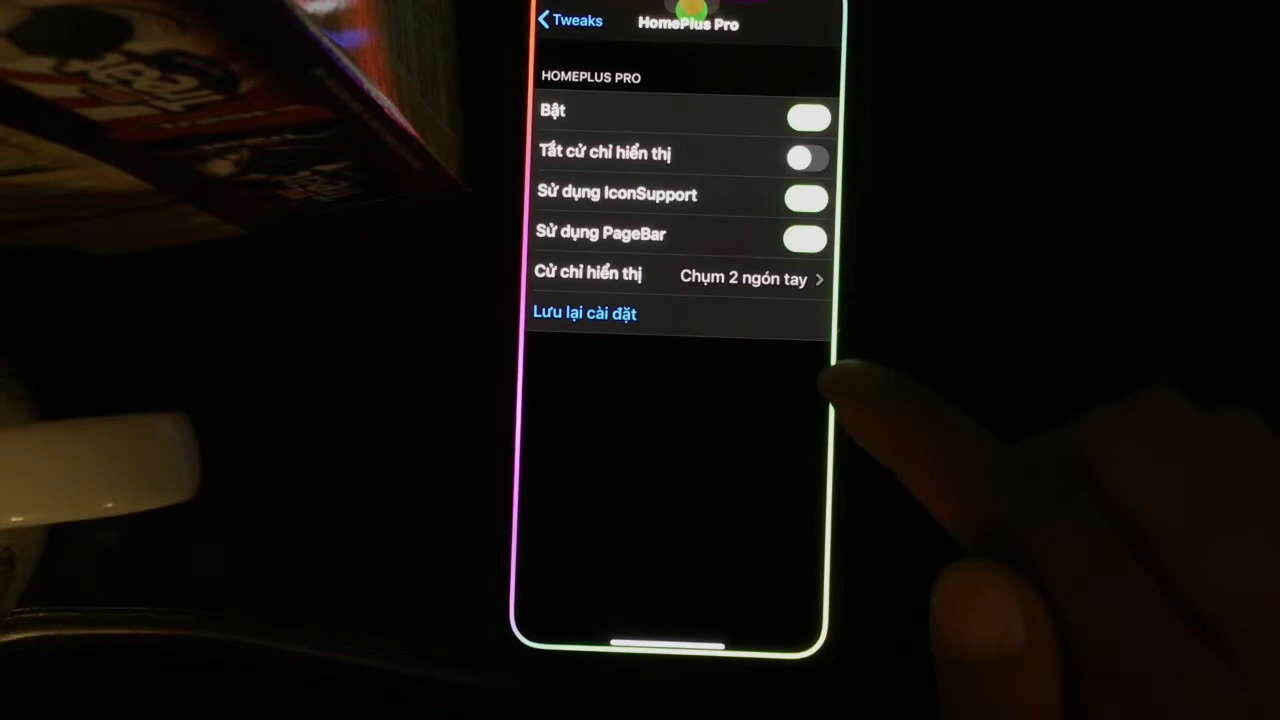 Tweaks
HomePlus Pro
HOMEPLUS PRO
Bật
Tắt cử chỉ hiển thị
Sử dụng IconSupport
Sử dụng PageBar
Cử chỉ hiển thị Chụm 2 ngón tay
Lưu lại cài đặt